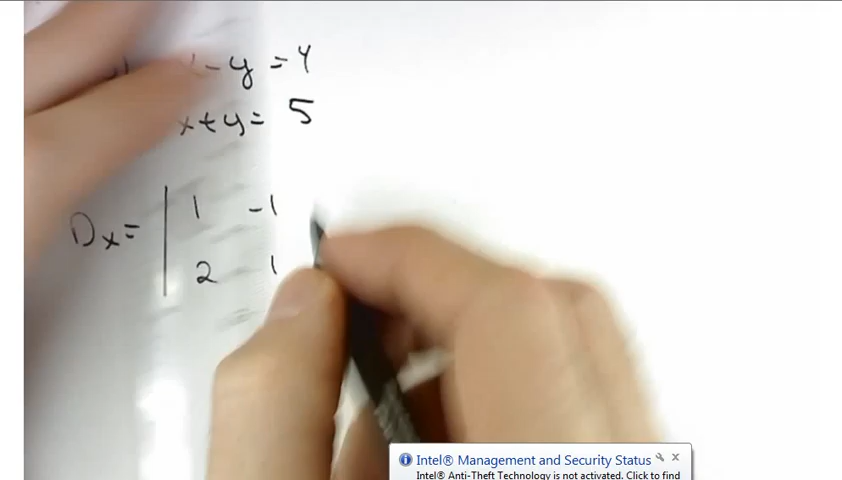 - y = 4
x + y = 5
Dx = | 1 -1
2 1
Intel® Management and Security Status
Intel® Anti-Theft Technology is not activated. Click to find